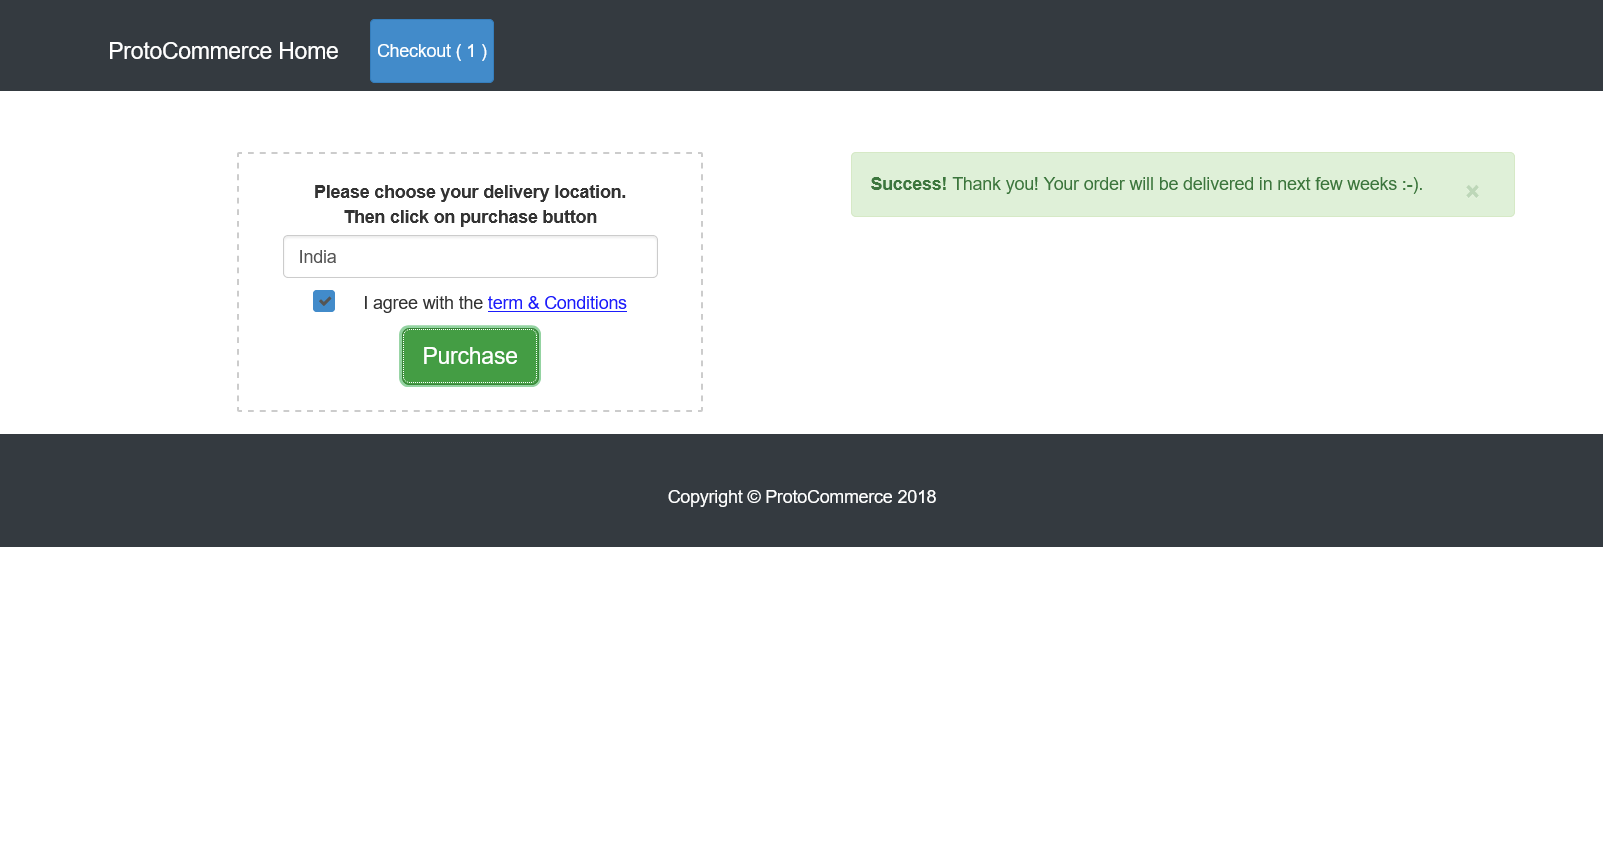 ProtoCommerce Home
Checkout ( 1 )
Please choose your delivery location.
Then click on purchase button
India
I agree with the term & Conditions
Purchase
Success! Thank you! Your order will be delivered in next few weeks :-).
×
Copyright © ProtoCommerce 2018